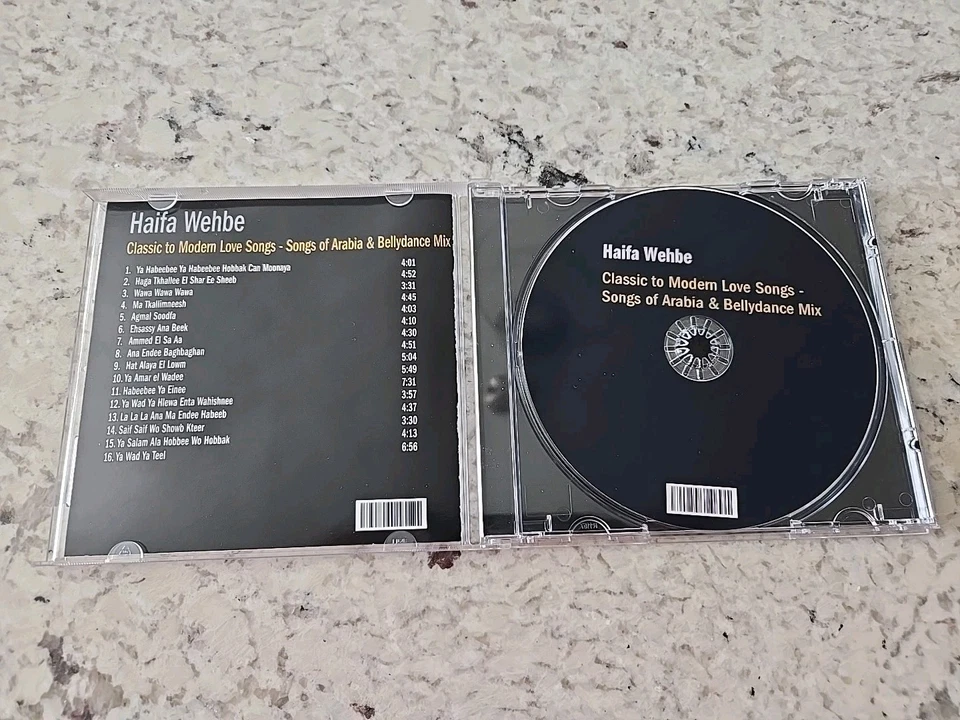 Haifa Wehbe
Classic to Modern Love Songs - Songs of Arabia & Bellydance Mix
1. Ya Habeebee Ya Habeebee Hobbak Can Moonaya 4:01
2. Haga Tkhallee El Shar Ee Sheeb 4:52
3. Wawa Wawa Wawa 3:31
4. Ma Tkallimneesh 4:45
5. Agmal Soodfa 4:03
6. Ehsassy Ana Beek 4:10
7. Ammed El Sa Aa 4:30
8. Ana Endee Baghbaghan 4:51
9. Hat Alaya El Lowm 5:04
10. Ya Amar el Wadee 5:49
11. Habeebee Ya Einee 7:31
12. Ya Wad Ya Hlewa Enta Wahishnee 3:57
13. La La La Ana Ma Endee Habeeb 4:37
14. Saif Saif Wo Showb Kteer 3:30
15. Ya Salam Ala Hobbee Wo Hobbak 4:13
16. Ya Wad Ya Teel 6:56
Haifa Wehbe
Classic to Modern Love Songs -
Songs of Arabia & Bellydance Mix